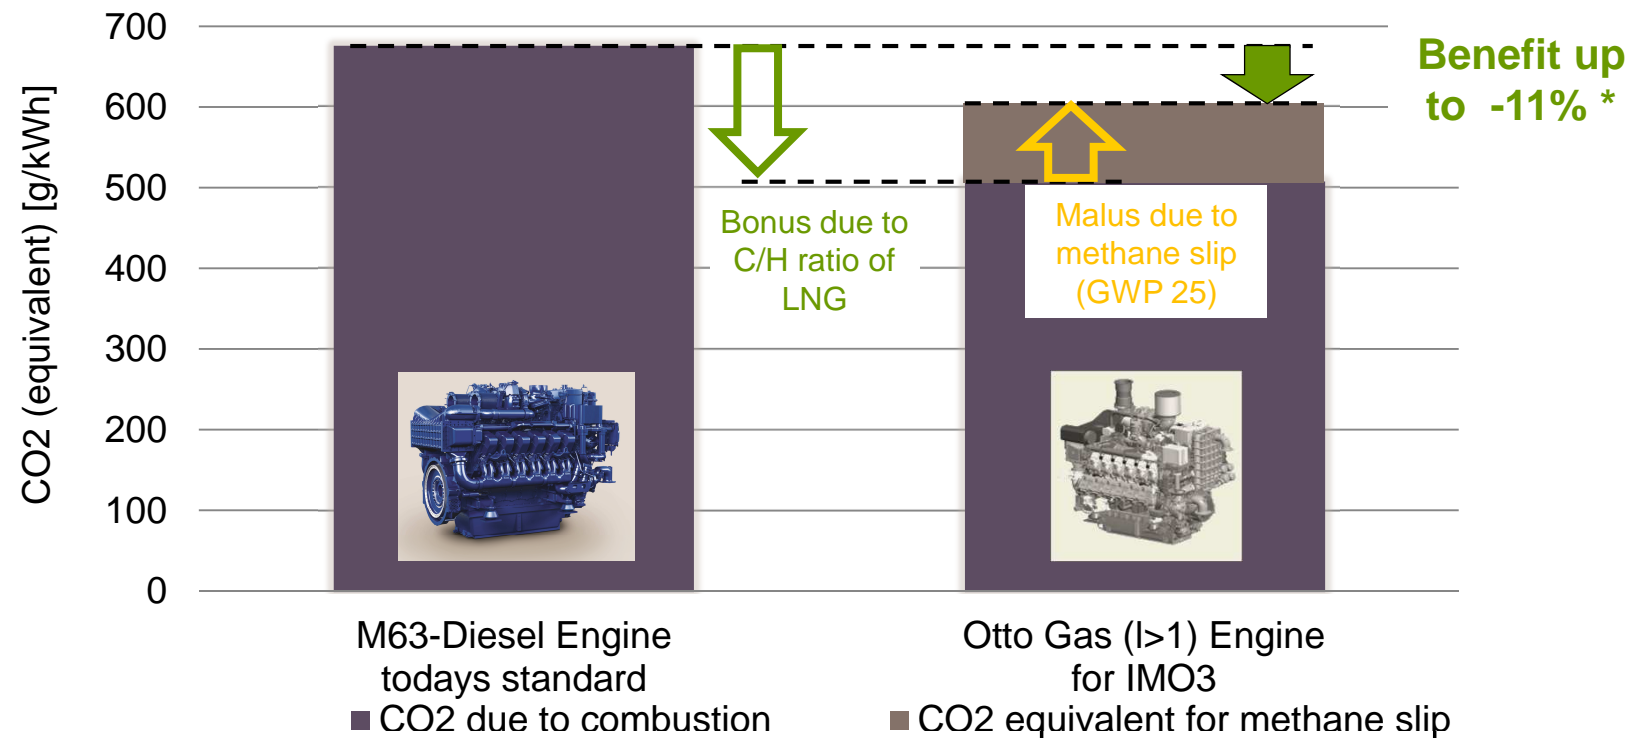 700
600
500
400
300
200
100
0
CO2 (equivalent) [g/kWh]
Benefit up
to -11% *
Bonus due to
C/H ratio of
LNG
Malus due to
methane slip
(GWP 25)
M63-Diesel Engine
todays standard
Otto Gas (l>1) Engine
for IMO3
CO2 due to combustion
CO2 equivalent for methane slip